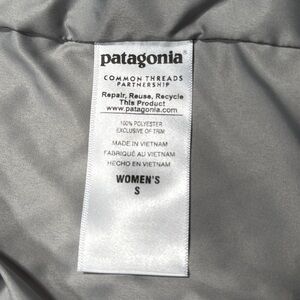 patagonia®
COMMON THREADS
PARTNERSHIP
Repair, Reuse, Recycle
This Product
www.patagonia.com
100% POLYESTER
EXCLUSIVE OF TRIM
MADE IN VIETNAM
FABRIQUÉ AU VIETNAM
HECHO EN VIETNAM
WOMEN'S
S